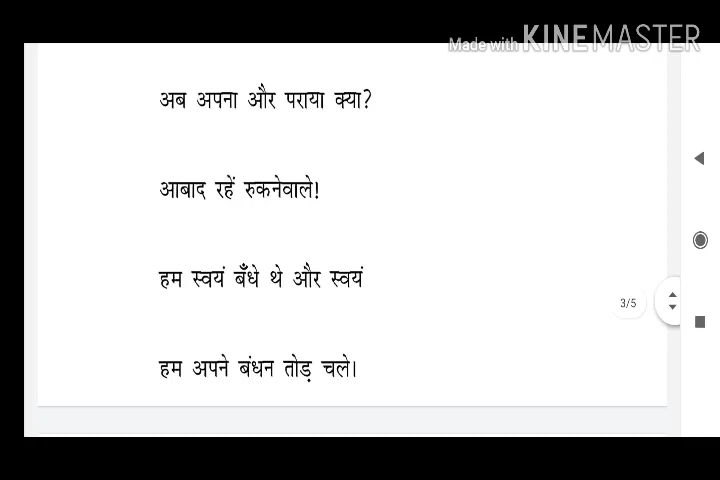 Made with KINEMASTER
अब अपना और पराया क्या?
आबाद रहें रुकनेवाले!
हम स्वयं बँधे थे और स्वयं
3/5
हम अपने बंधन तोड़ चले।